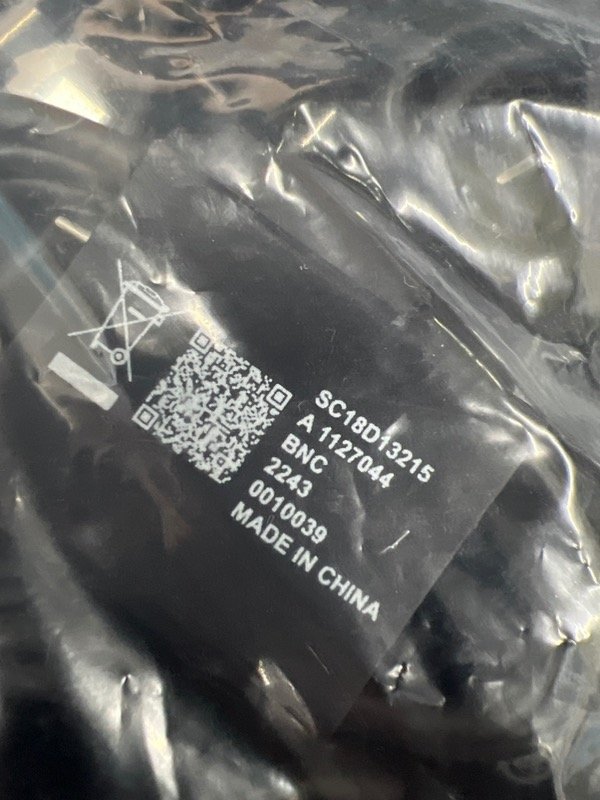 SC18D13215
A 1127044
BNC
2243
0010039
MADE IN CHINA